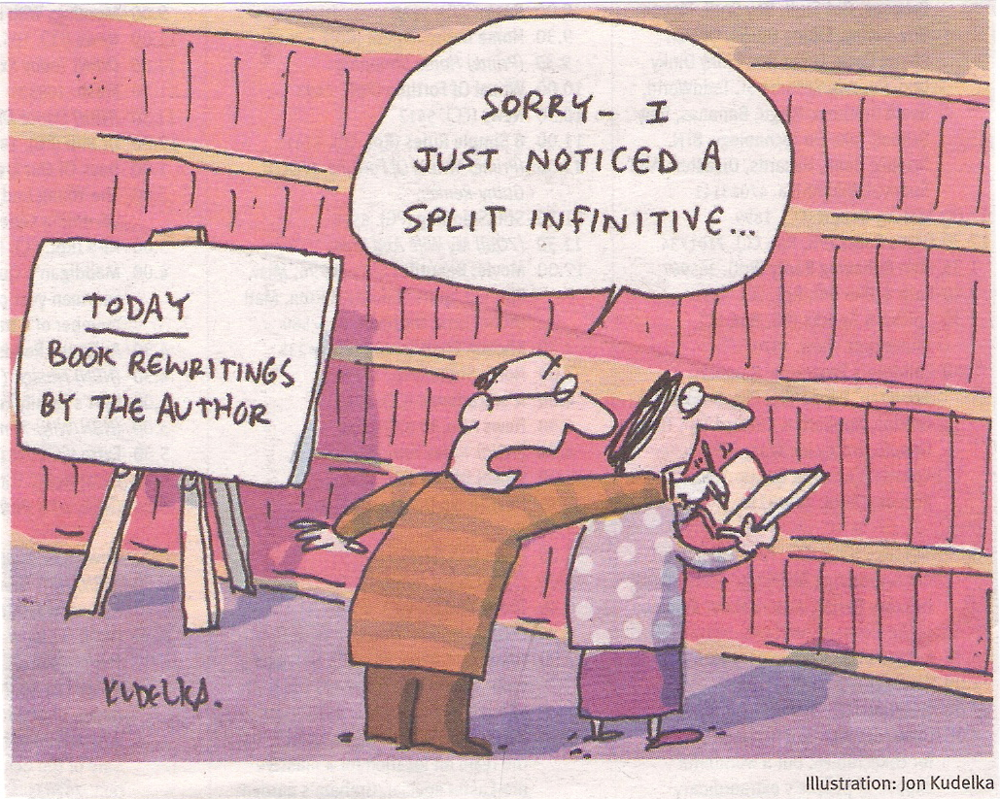 SORRY- I
JUST NOTICED A
SPLIT INFINITIVE...
TODAY
BOOK REWRITINGS
BY THE AUTHOR
KUDELKA.
Illustration: Jon Kudelka